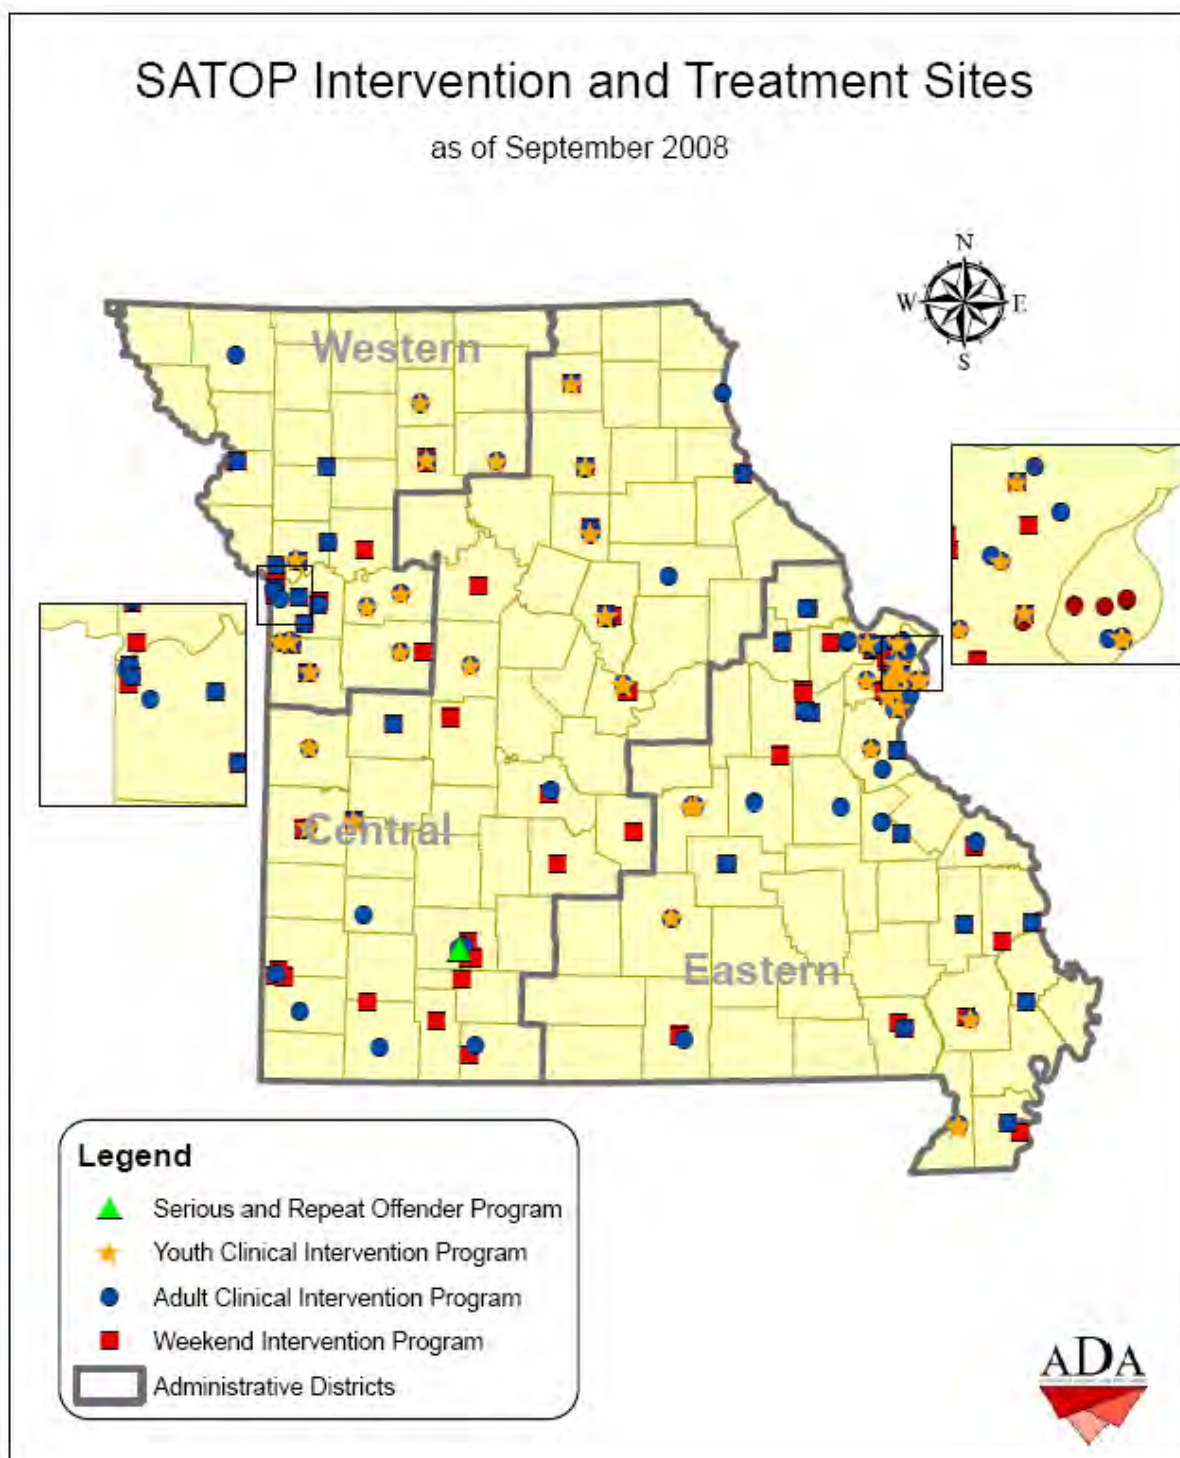 SATOP Intervention and Treatment Sites
as of September 2008
N
W E
S
Western
Central
Eastern
Legend
Serious and Repeat Offender Program
Youth Clinical Intervention Program
Adult Clinical Intervention Program
Weekend Intervention Program
Administrative Districts
ADA